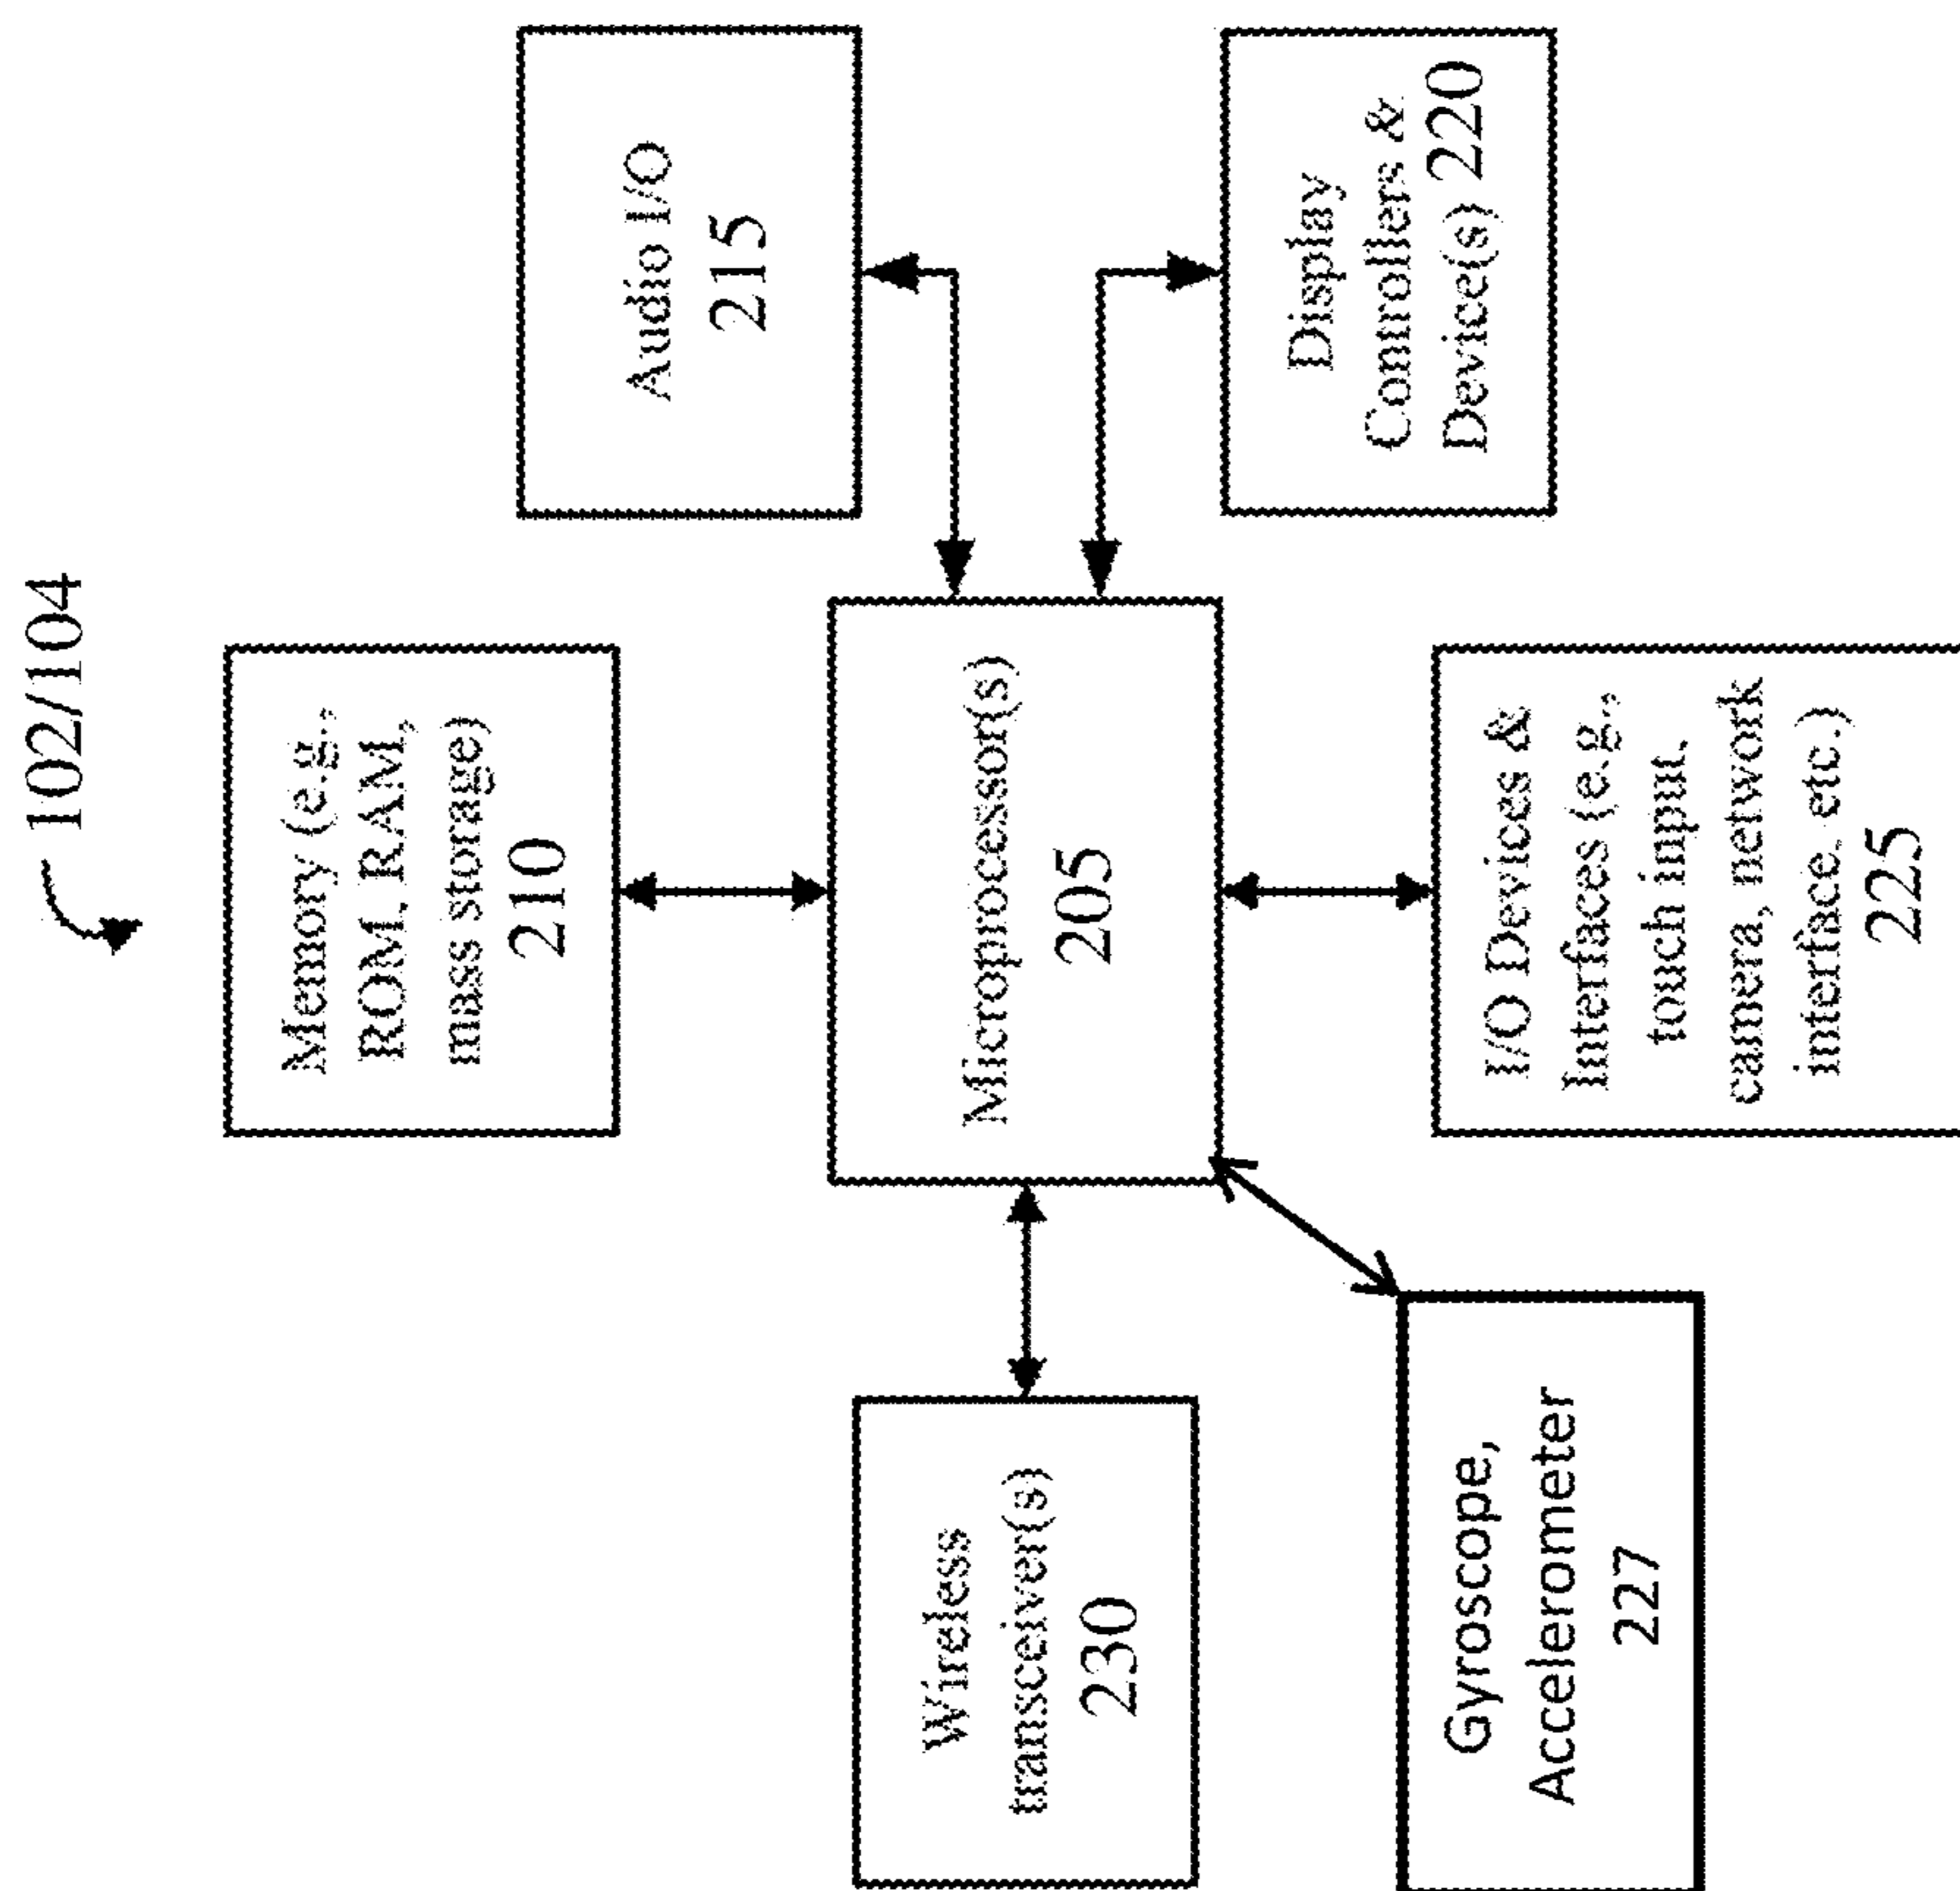 102/104
Memory (e.g.,
ROM, RAM,
mass storage)
210
Audio I/O
215
Microprocessor(s)
205
Display
Controllers &
Device(s) 220
Wireless
transceiver(s)
230
I/O Devices &
Interfaces (e.g.,
touch input,
camera, network
interface, etc.)
225
Gyroscope,
Accelerometer
227